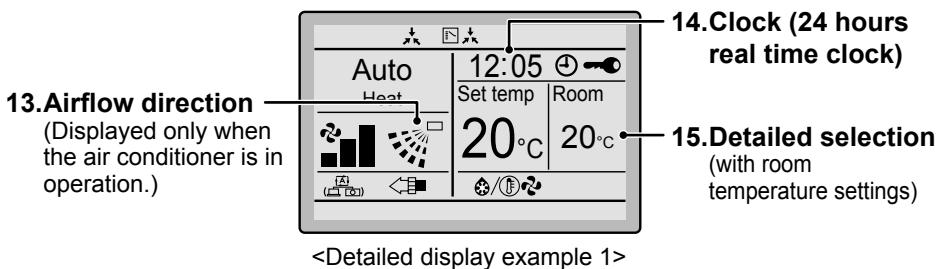 14.Clock (24 hours
real time clock)
12:05
Auto
Heat
Set temp
Room
20°C
20°C
13.Airflow direction
(Displayed only when
the air conditioner is in
operation.)
15.Detailed selection
(with room
temperature settings)
A
<Detailed display example 1>